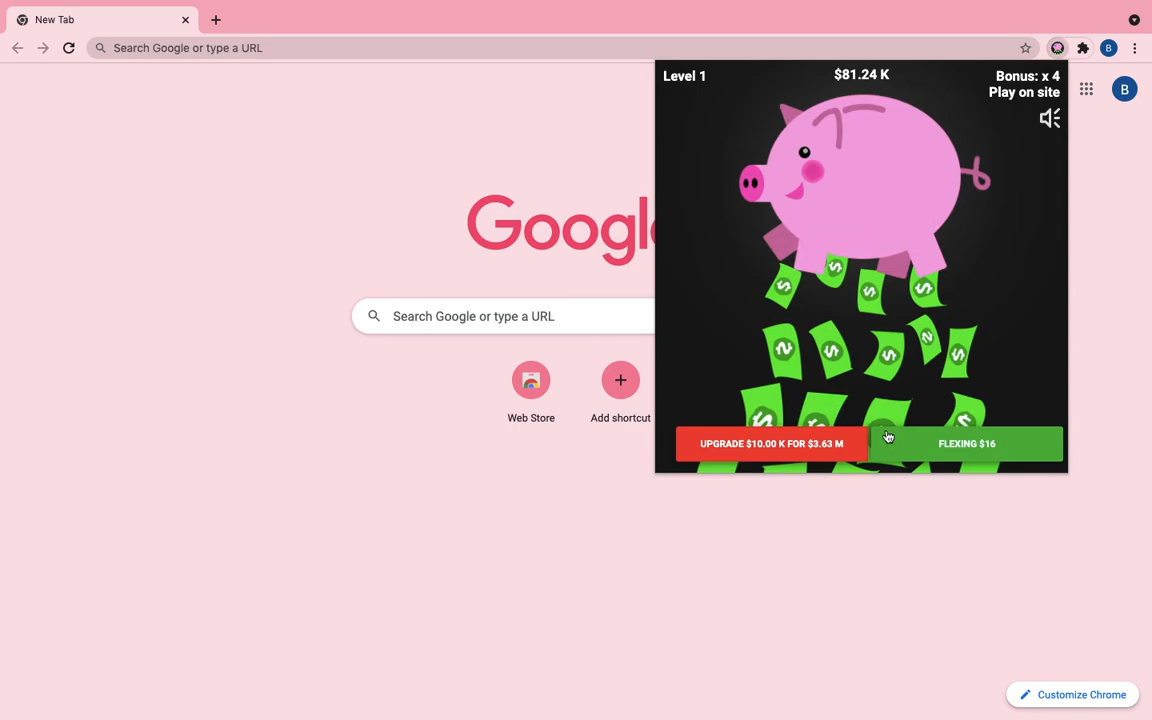 New Tab
Search Google or type a URL
B
Level 1
$81.24 K
Bonus: x 4
Play on site
B
Google
Search Google or type a URL
Web Store
Add shortcut
UPGRADE $10.00 K FOR $3.63 M
FLEXING $16
Customize Chrome